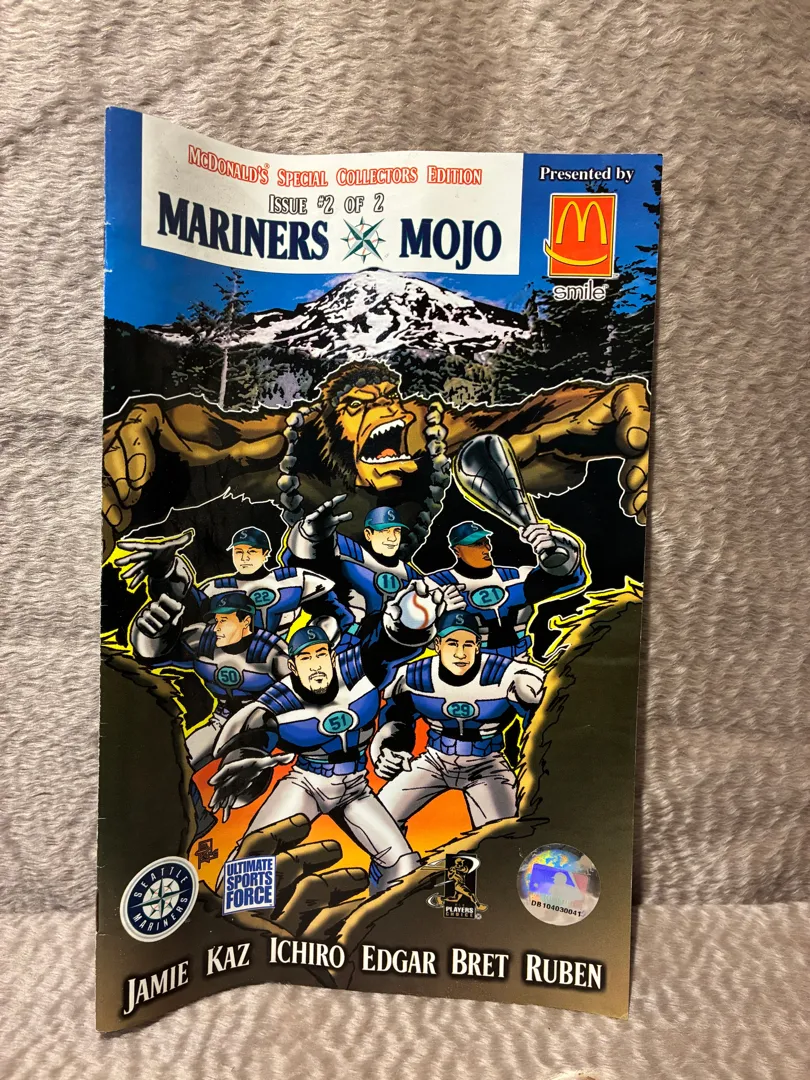 McDonald's® Special Collectors Edition
Issue #2 of 2
Mariners Mojo
Presented by
smile
S
S
S
S
S
S
11
22
21
50
51
29
SEATTLE
MARINERS
ULTIMATE
SPORTS
FORCE
PLAYERS
CHOICE
DB104030041
Jamie Kaz Ichiro Edgar Bret Ruben